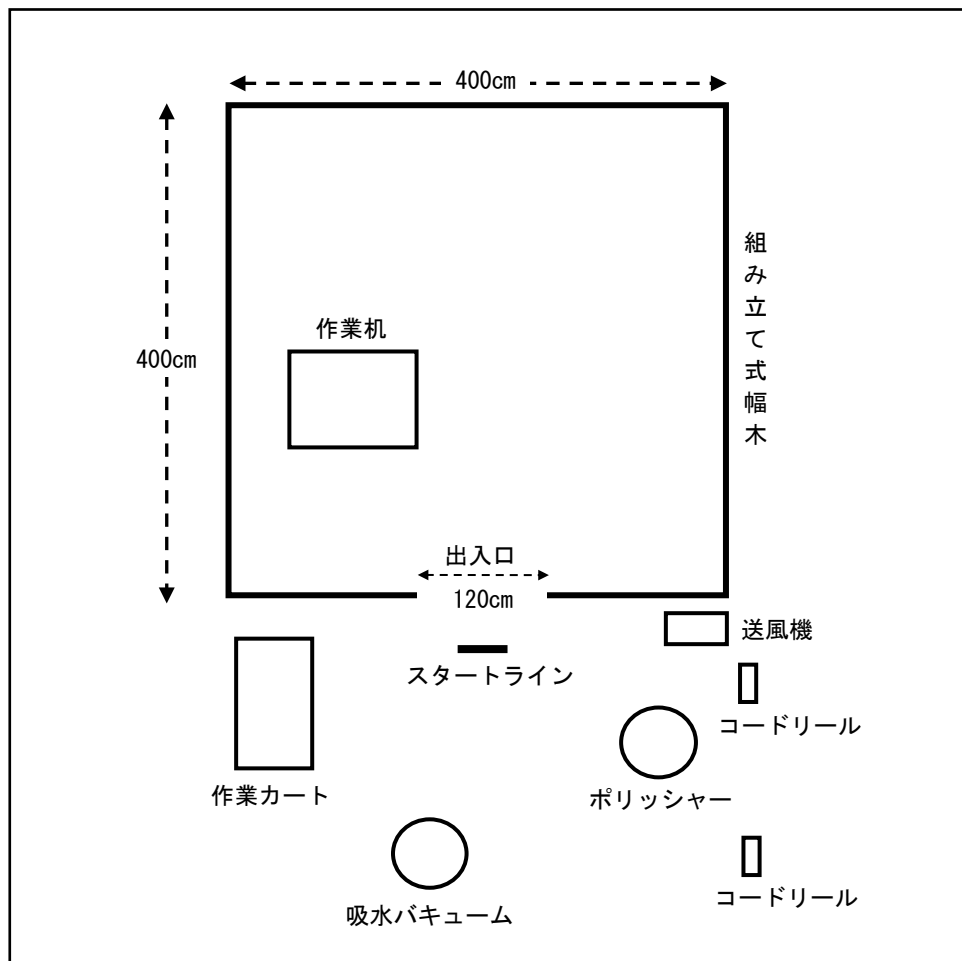 400cm
組み立て式幅木
作業机
400cm
出入口
120cm
送風機
スタートライン
コードリール
作業カート
ポリッシャー
コードリール
吸水バキューム